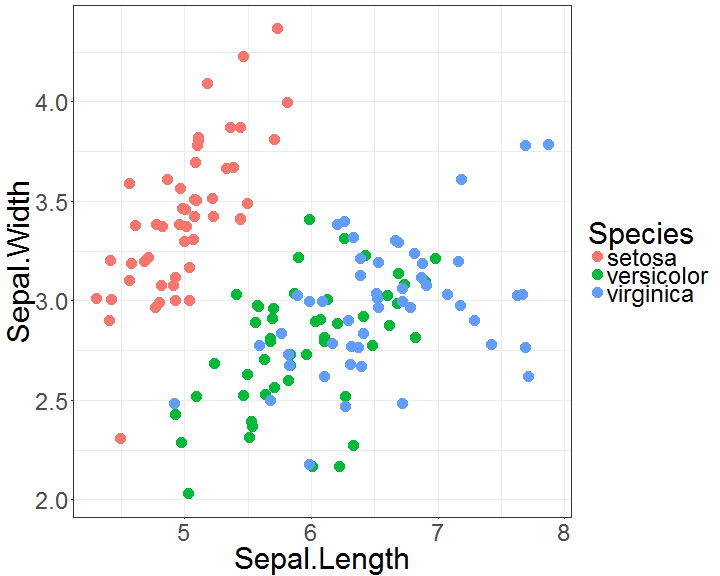 4.0
3.5
3.0
2.5
2.0
Sepal.Width
5 6 7 8
Sepal.Length
Species
setosa
versicolor
virginica